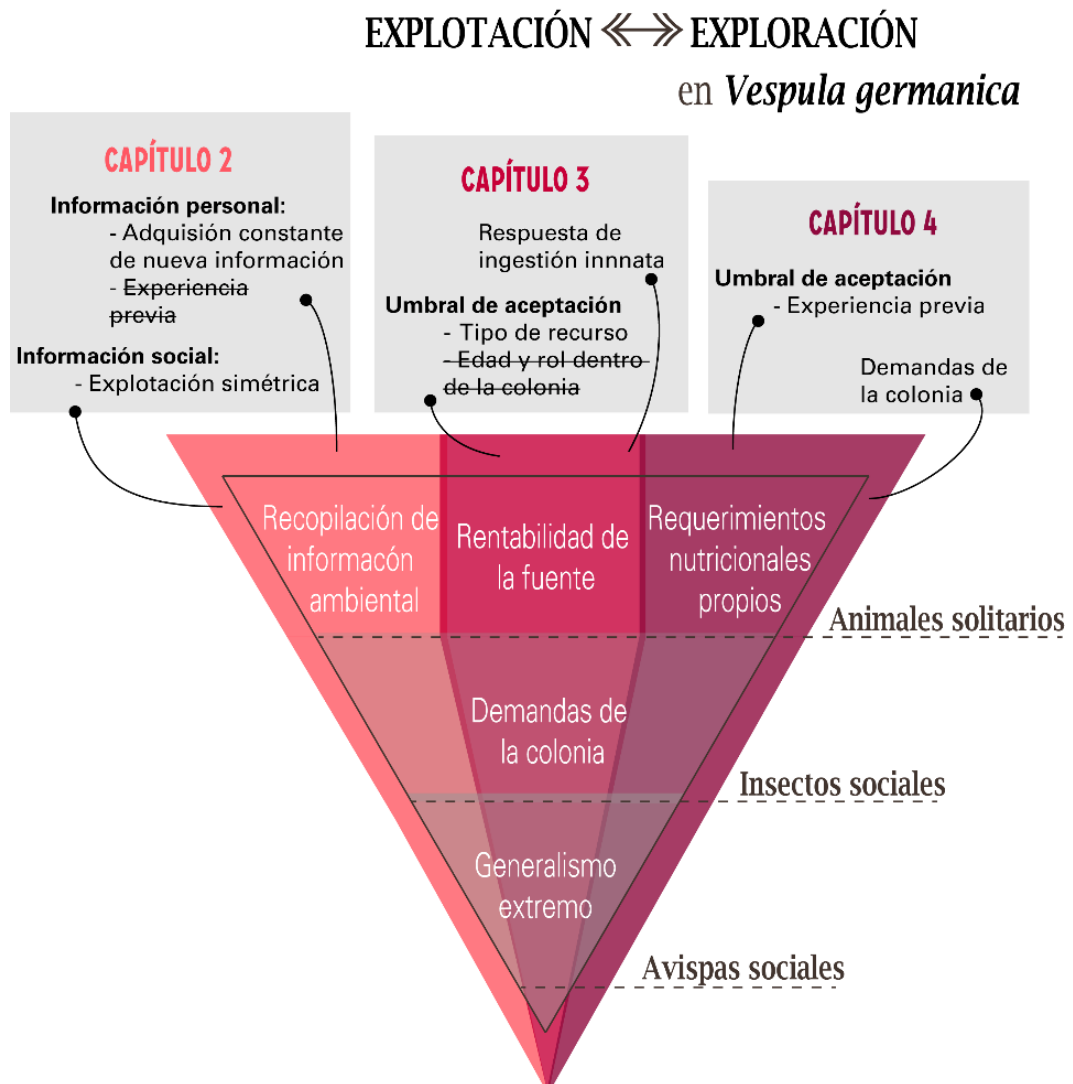 EXPLOTACIÓN ⟪⟷⟫ EXPLORACIÓN
en Vespula germanica
CAPÍTULO 2
Información personal:
- Adquisión constante
de nueva información
- Experiencia
previa
Información social:
- Explotación simétrica
CAPÍTULO 3
Respuesta de
ingestión innnata
Umbral de aceptación
- Tipo de recurso
- Edad y rol dentro
de la colonia
CAPÍTULO 4
Umbral de aceptación
- Experiencia previa
Demandas de
la colonia
Recopilación de
informacón
ambiental
Rentabilidad de
la fuente
Requerimientos
nutricionales
propios
Animales solitarios
Demandas de
la colonia
Insectos sociales
Generalismo
extremo
Avispas sociales